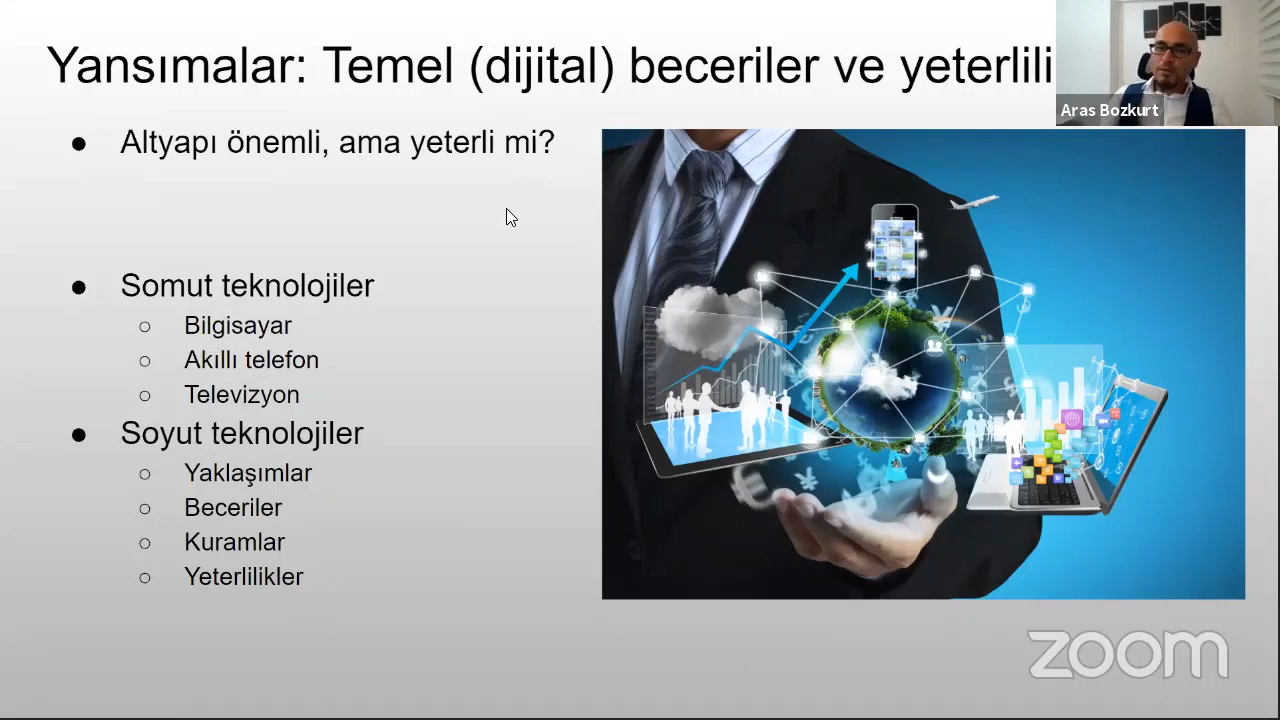 Yansımalar: Temel (dijital) beceriler ve yeterlili
Aras Bozkurt
● Altyapı önemli, ama yeterli mi?
● Somut teknolojiler
○ Bilgisayar
○ Akıllı telefon
○ Televizyon
● Soyut teknolojiler
○ Yaklaşımlar
○ Beceriler
○ Kuramlar
○ Yeterlilikler
zoom